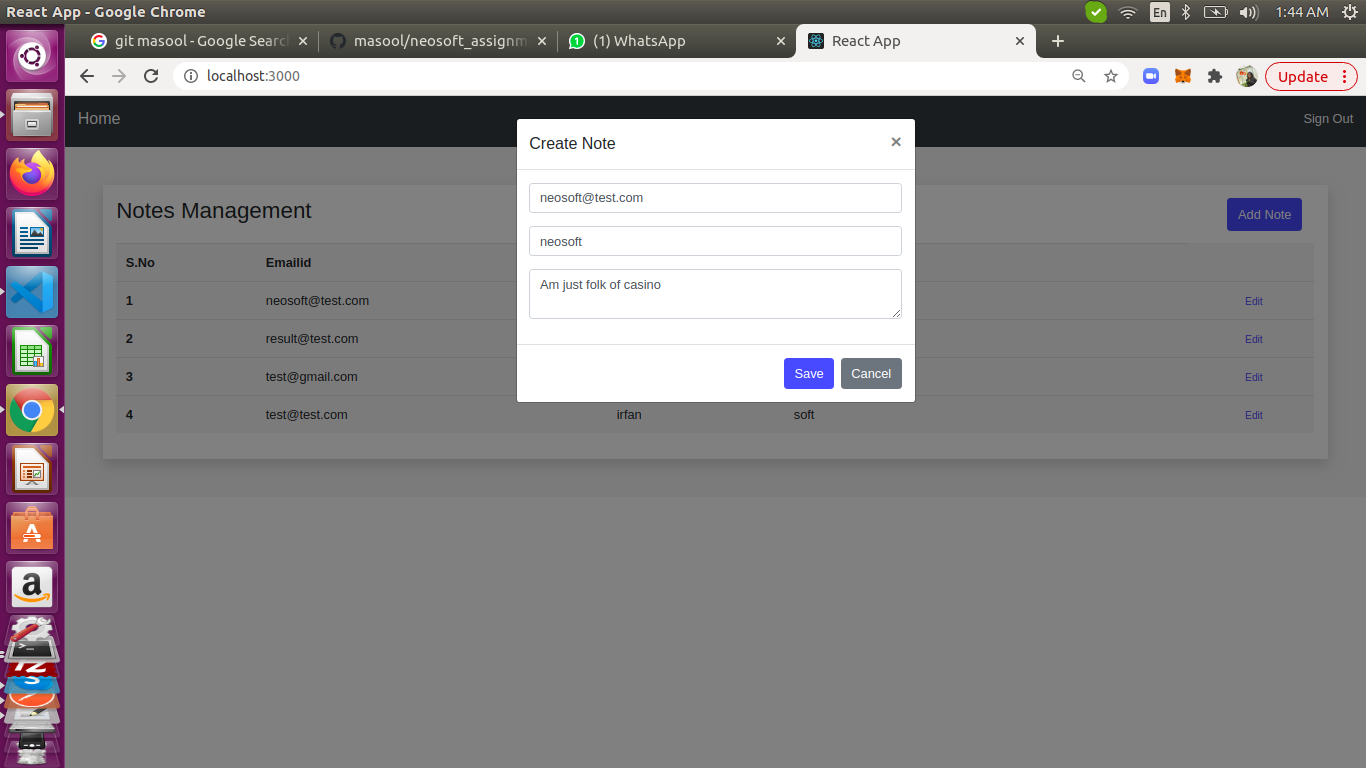 React App - Google Chrome
En
1:44 AM
git masool - Google Search
masool/neosoft_assignm
(1) WhatsApp
React App
localhost:3000
Update
Home
Sign Out
Create Note
×
neosoft@test.com
neosoft
Am just folk of casino
Save
Cancel
Notes Management
Add Note
S.No
Emailid
1
neosoft@test.com
Edit
2
result@test.com
Edit
3
test@gmail.com
Edit
4
test@test.com
irfan
soft
Edit